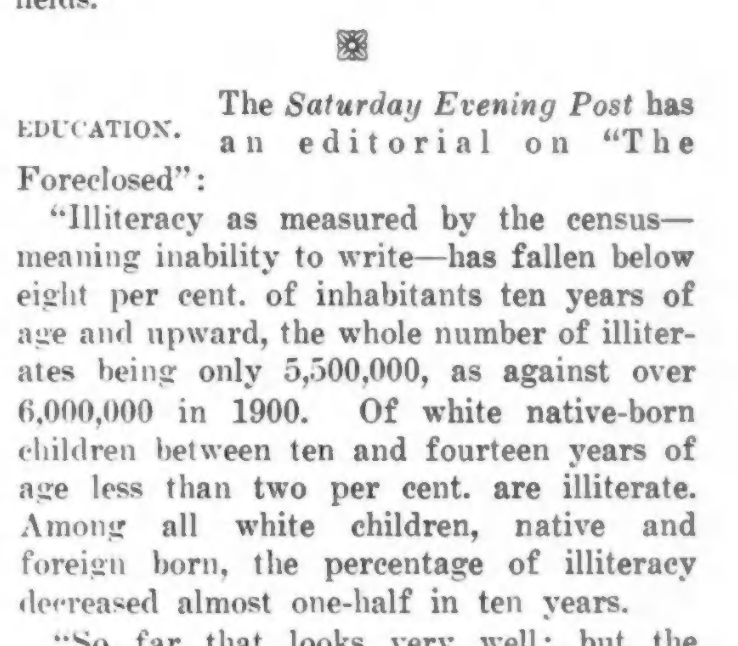 The Saturday Evening Post has
EDUCATION. an editorial on “The
Foreclosed”:
“Illiteracy as measured by the census—
meaning inability to write—has fallen below
eight per cent. of inhabitants ten years of
age and upward, the whole number of illiter-
ates being only 5,500,000, as against over
6,000,000 in 1900. Of white native-born
children between ten and fourteen years of
age less than two per cent. are illiterate.
Among all white children, native and
foreign born, the percentage of illiteracy
decreased almost one-half in ten years.
“So far that looks very well; but the